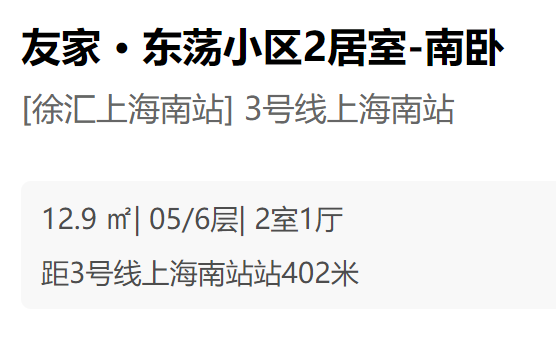 友家 · 东荡小区2居室-南卧
[徐汇上海南站] 3号线上海南站
12.9 ㎡| 05/6层| 2室1厅
距3号线上海南站站402米